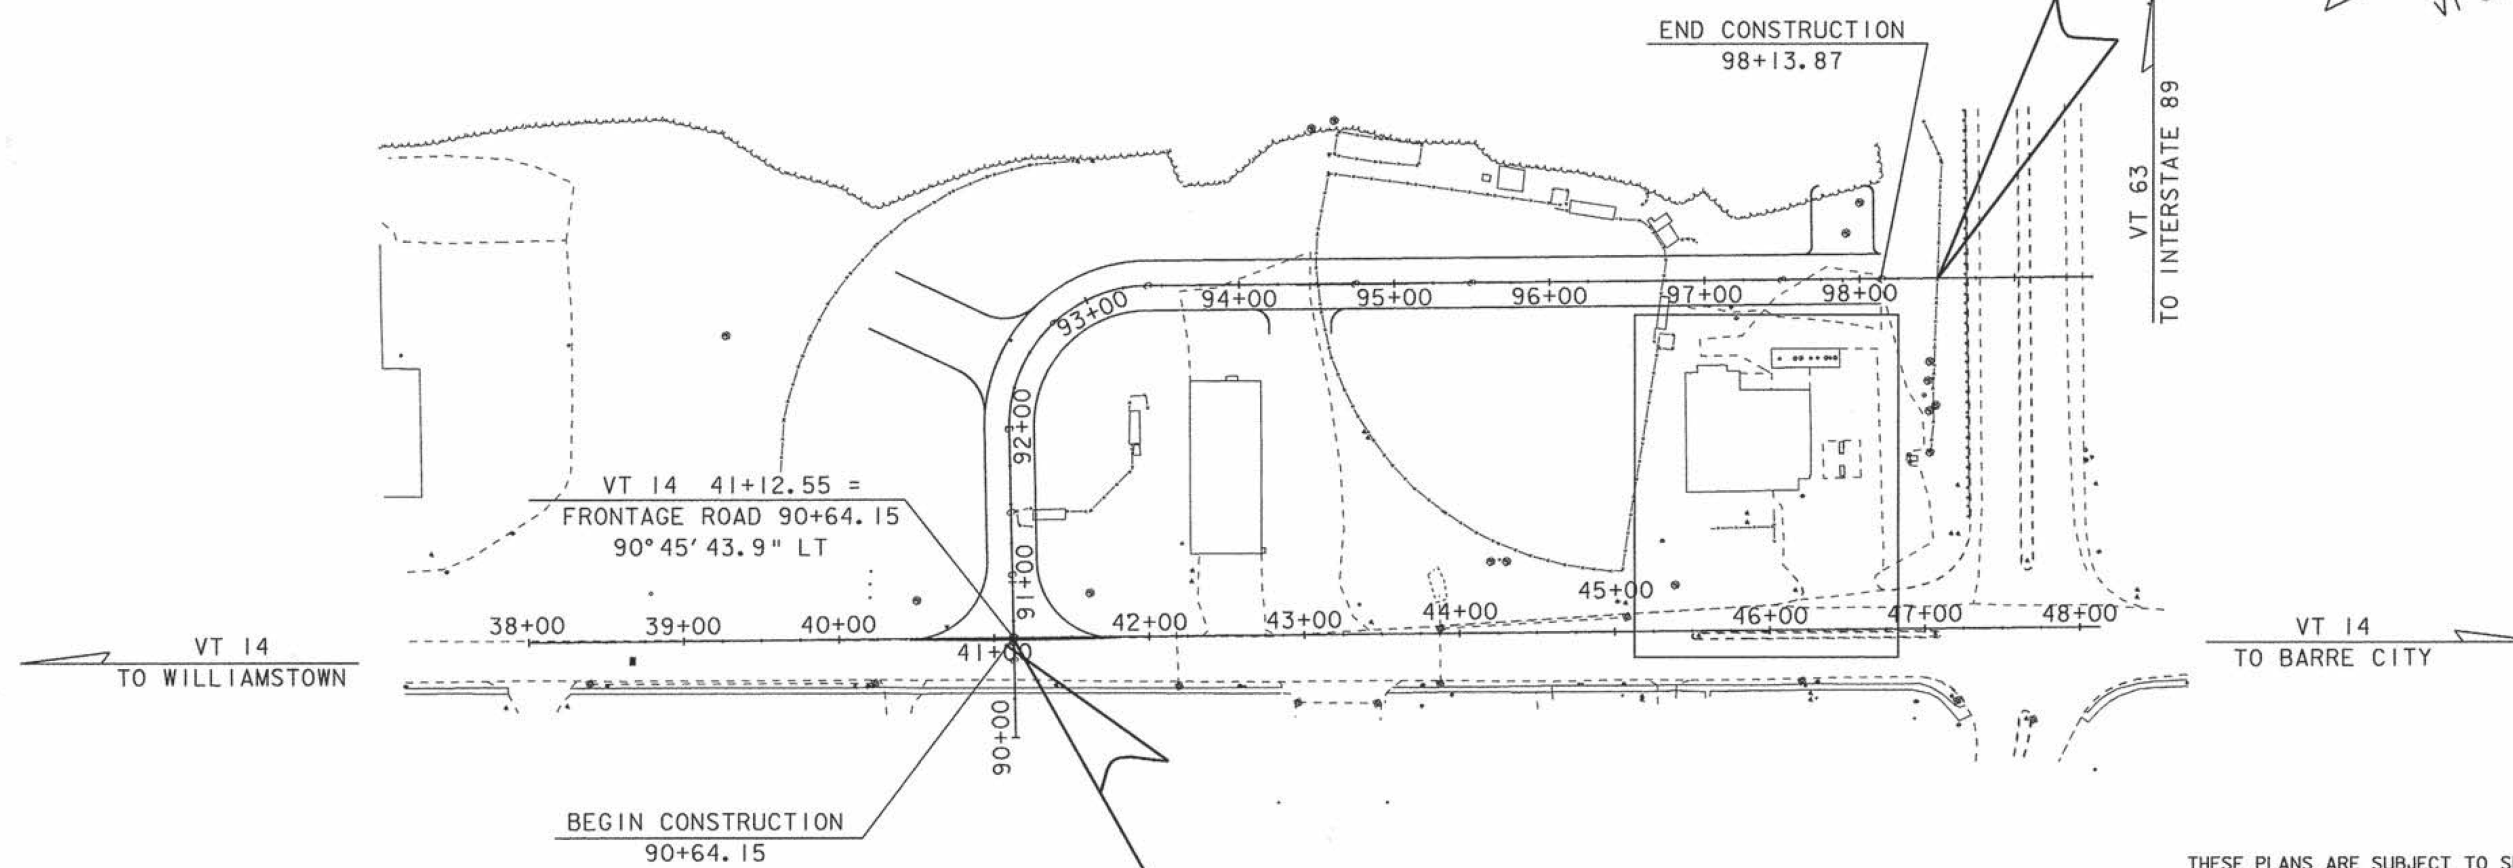 END CONSTRUCTION
98+13.87
VT 63
TO INTERSTATE 89
94+00
95+00
96+00
97+00
98+00
93+00
92+00
91+00
90+00
VT 14 41+12.55 =
FRONTAGE ROAD 90+64.15
90°45'43.9" LT
38+00
39+00
40+00
41+00
42+00
43+00
44+00
45+00
46+00
47+00
48+00
VT 14
TO WILLIAMSTOWN
VT 14
TO BARRE CITY
BEGIN CONSTRUCTION
90+64.15